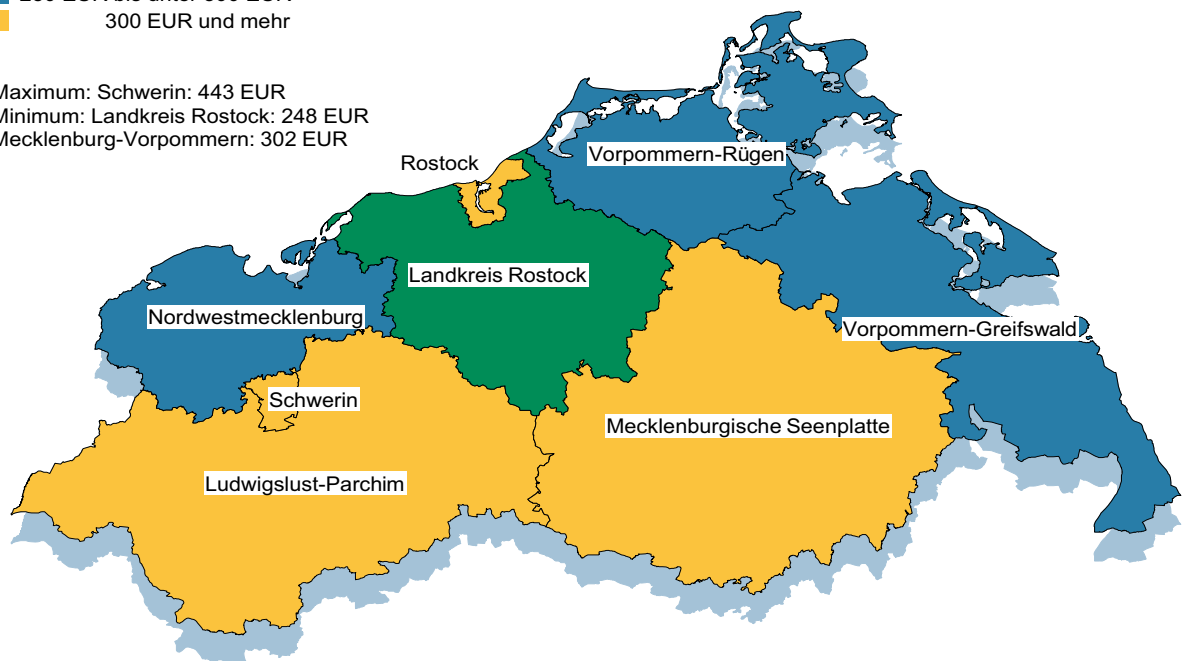 300 EUR und mehr
Maximum: Schwerin: 443 EUR
Minimum: Landkreis Rostock: 248 EUR
Mecklenburg-Vorpommern: 302 EUR
Rostock
Vorpommern-Rügen
Landkreis Rostock
Nordwestmecklenburg
Vorpommern-Greifswald
Schwerin
Mecklenburgische Seenplatte
Ludwigslust-Parchim